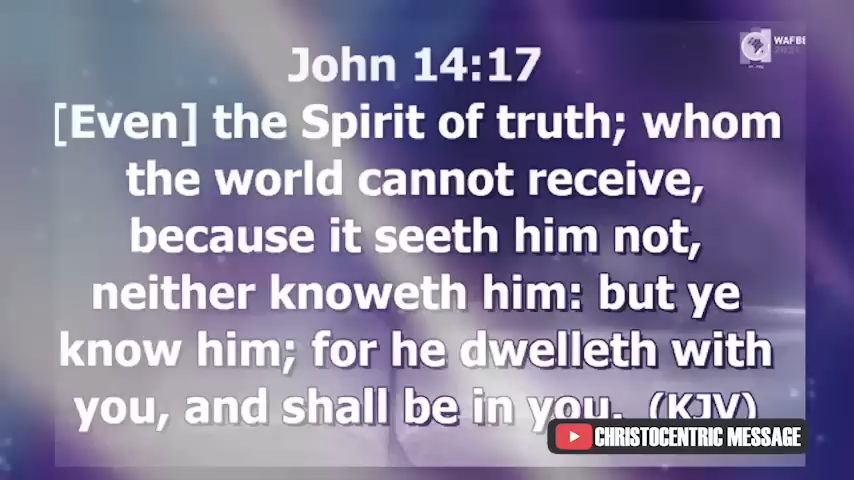 WAFBE
John 14:17
[Even] the Spirit of truth; whom
the world cannot receive,
because it seeth him not,
neither knoweth him: but ye
know him; for he dwelleth with
you, and shall be in you. (KJV)
CHRISTOCENTRIC MESSAGE